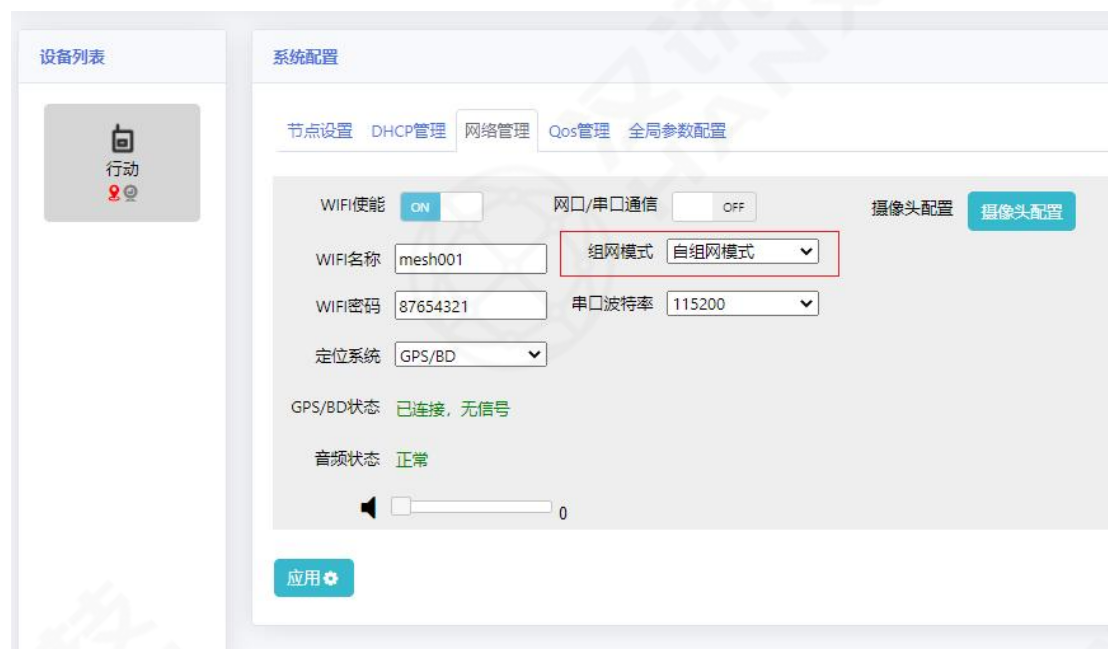 设备列表
系统配置
行动
节点设置 DHCP管理 网络管理 Qos管理 全局参数配置
WIFI使能 ON 网口/串口通信 OFF 摄像头配置 摄像头配置
WIFI名称 mesh001 组网模式 自组网模式
WIFI密码 87654321 串口波特率 115200
定位系统 GPS/BD
GPS/BD状态 已连接，无信号
音频状态 正常
0
应用